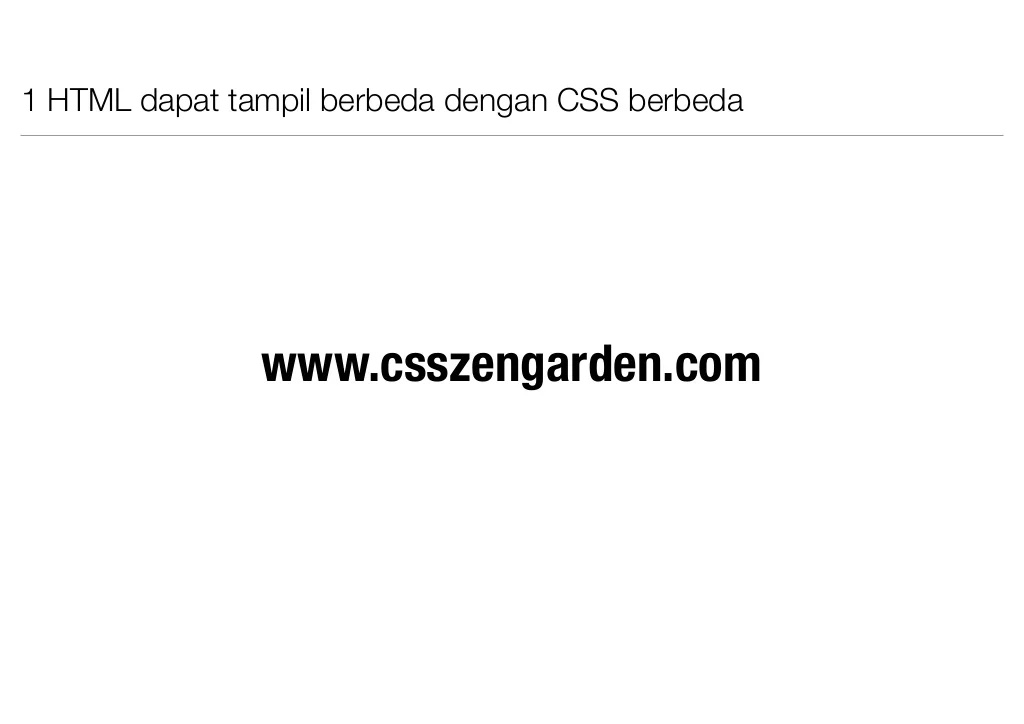 1 HTML dapat tampil berbeda dengan CSS berbeda
www.csszengarden.com